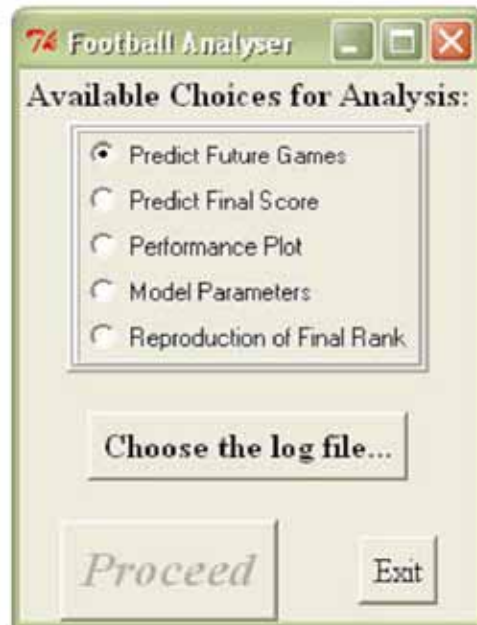 Football Analyser
Available Choices for Analysis:
Predict Future Games
Predict Final Score
Performance Plot
Model Parameters
Reproduction of Final Rank
Choose the log file...
Proceed
Exit